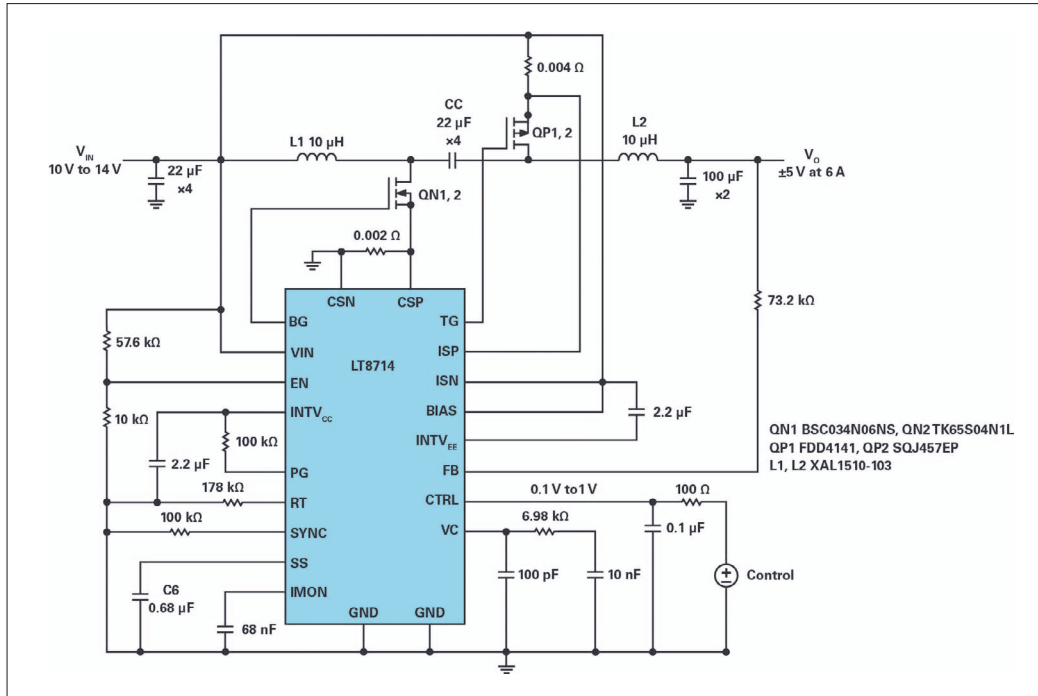 0.004 Ω
CC
22 µF
×4
QP1, 2
L2
10 µH
L1 10 µH
V_IN
10 V to 14 V
22 µF
×4
V_O
±5 V at 6 A
100 µF
×2
QN1, 2
0.002 Ω
CSN
CSP
73.2 kΩ
BG
TG
57.6 kΩ
VIN
ISP
LT8714
EN
ISN
10 kΩ
INTV_CC
BIAS
2.2 µF
100 kΩ
INTV_EE
2.2 µF
PG
FB
QN1 BSC034N06NS, QN2 TK65S04N1L
QP1 FDD4141, QP2 SQJ457EP
L1, L2 XAL1510-103
178 kΩ
RT
CTRL
0.1 V to1 V
100 Ω
100 kΩ
SYNC
VC
6.98 kΩ
0.1 µF
SS
C6
0.68 µF
IMON
100 pF
10 nF
Control
68 nF
GND
GND